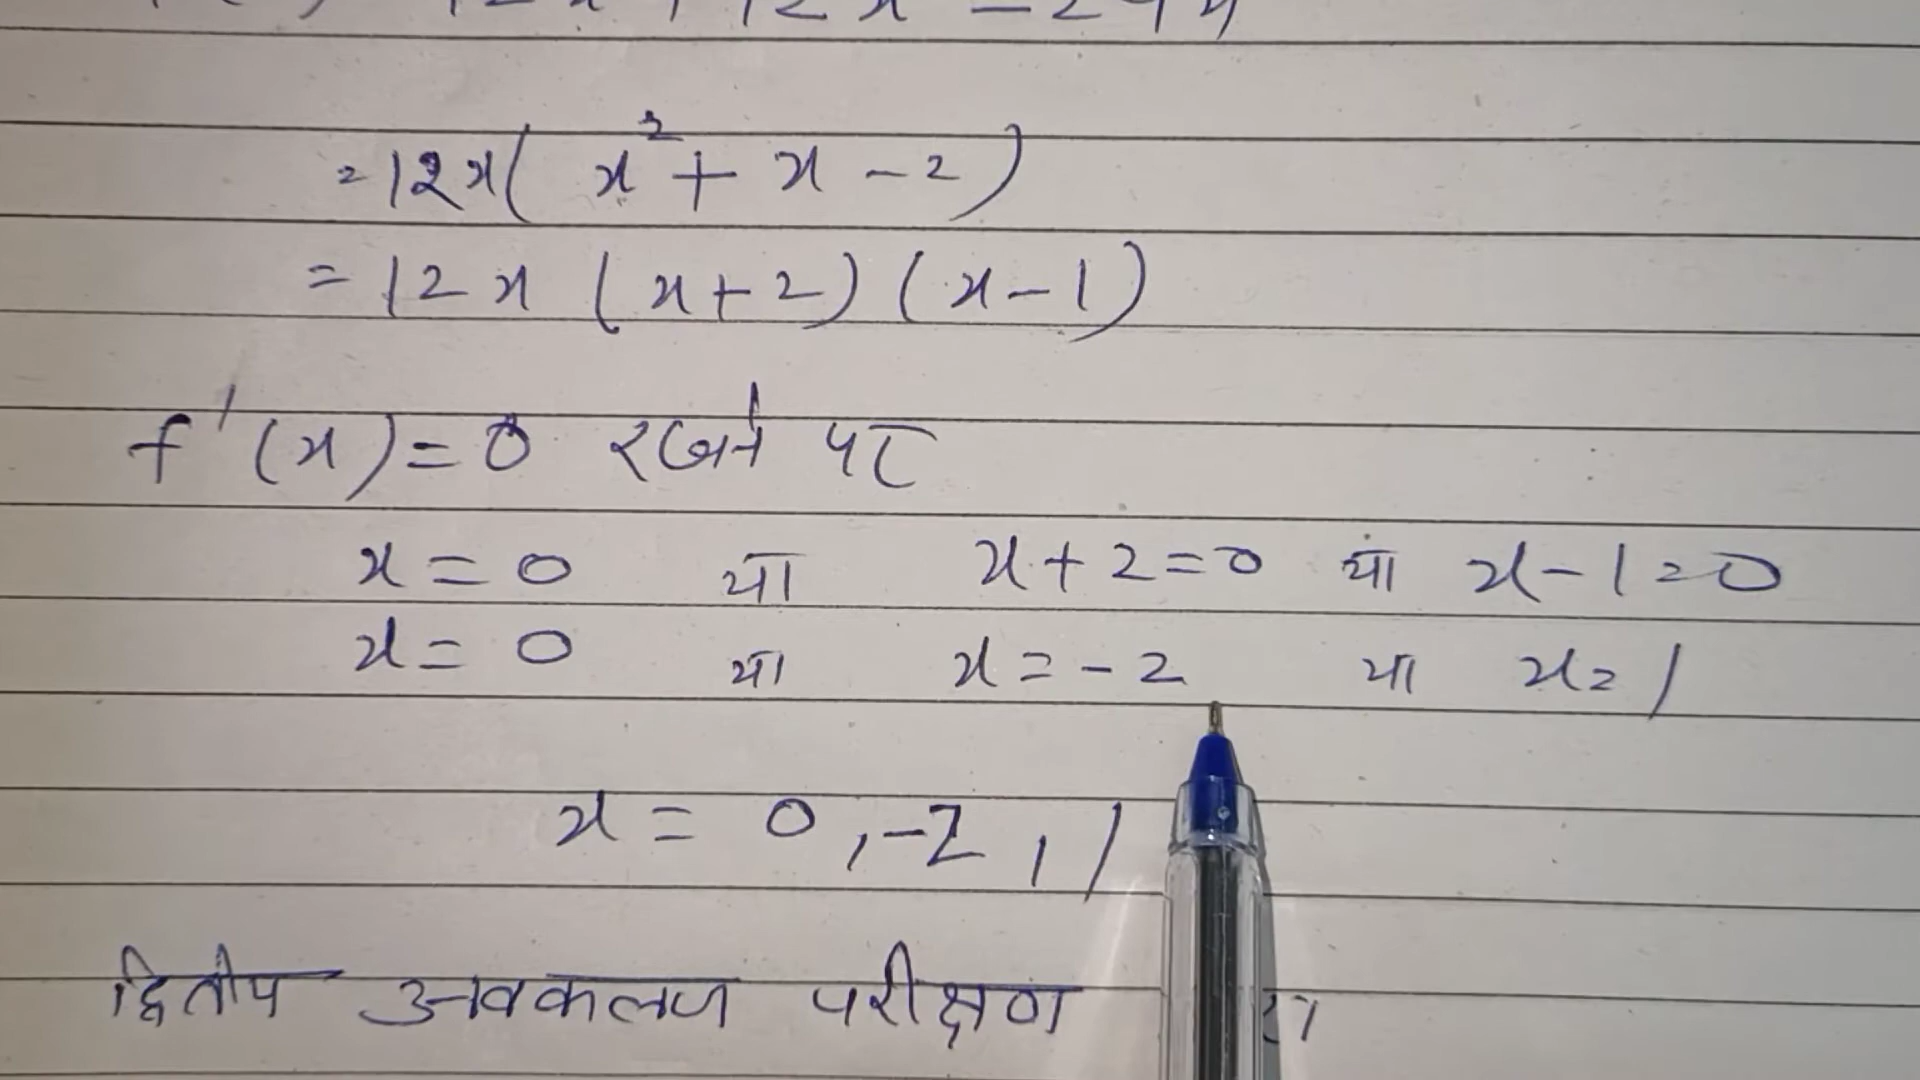 = 12x( x² + x - 2)
= 12x (x+2) (x-1)
f'(x) = 0 रखने पर
x = 0 या x+2=0 या x-1=0
x = 0 या x = -2 या x = 1
x = 0, -2, 1
द्वितीय अवकलज परीक्षण